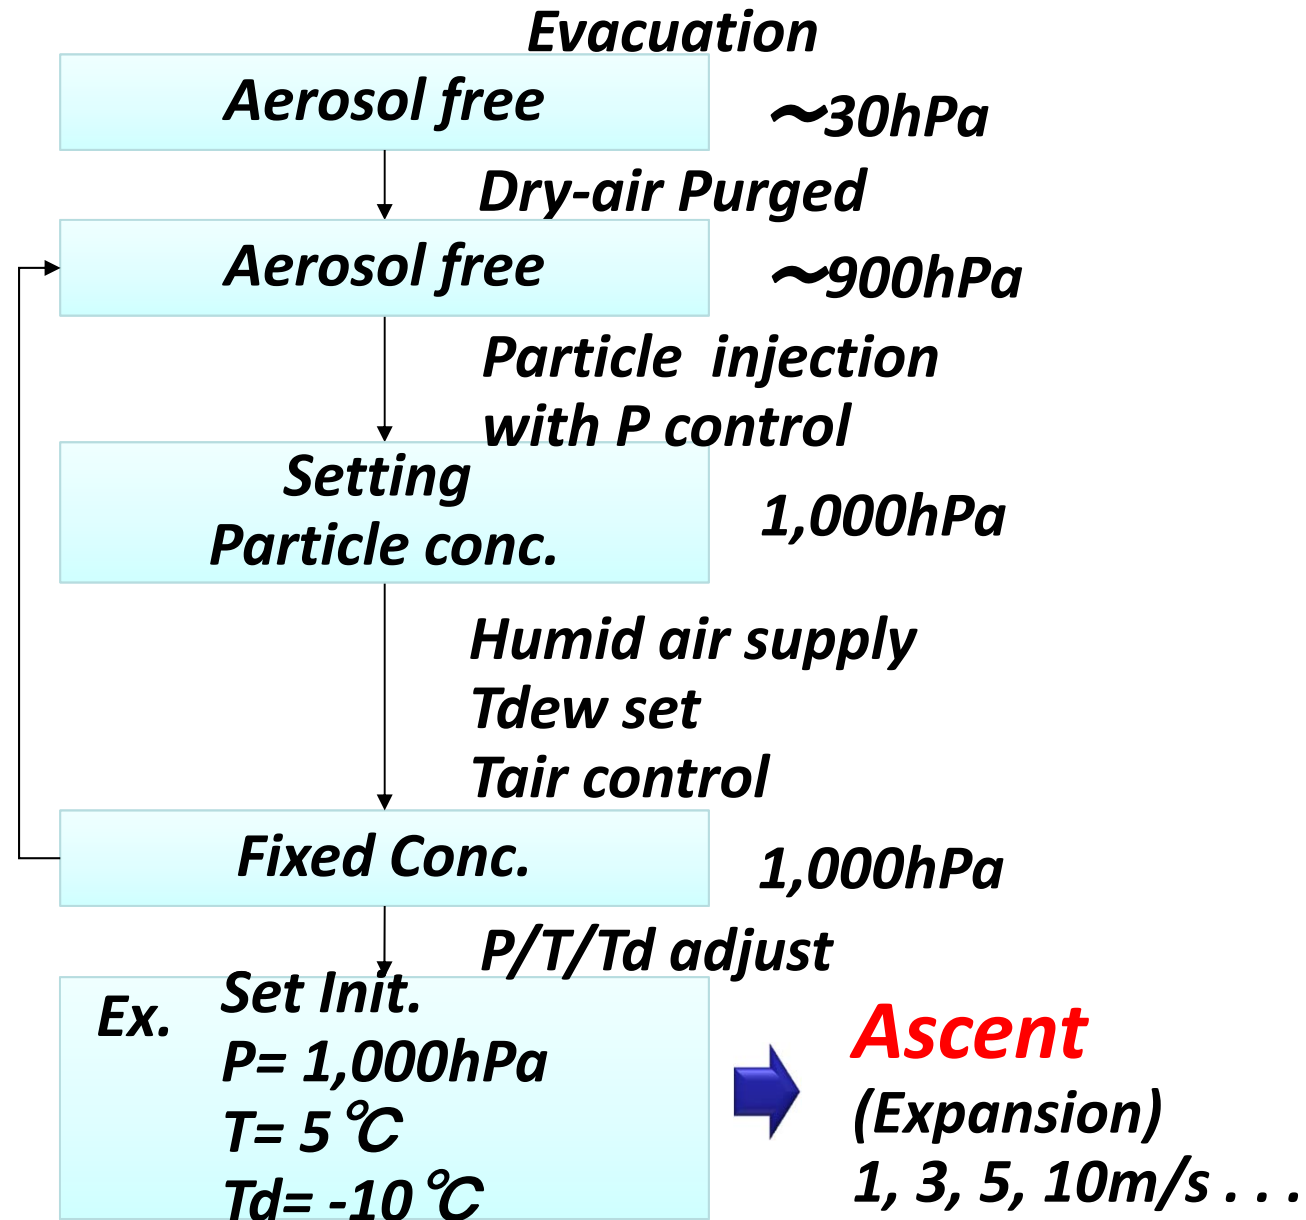 Evacuation
Aerosol free
～30hPa
Dry-air Purged
Aerosol free
～900hPa
Particle injection
with P control
Setting
Particle conc.
1,000hPa
Humid air supply
Tdew set
Tair control
Fixed Conc.
1,000hPa
P/T/Td adjust
Ex.
Set Init.
P= 1,000hPa
T= 5℃
Td= -10℃
Ascent
(Expansion)
1, 3, 5, 10m/s . . .